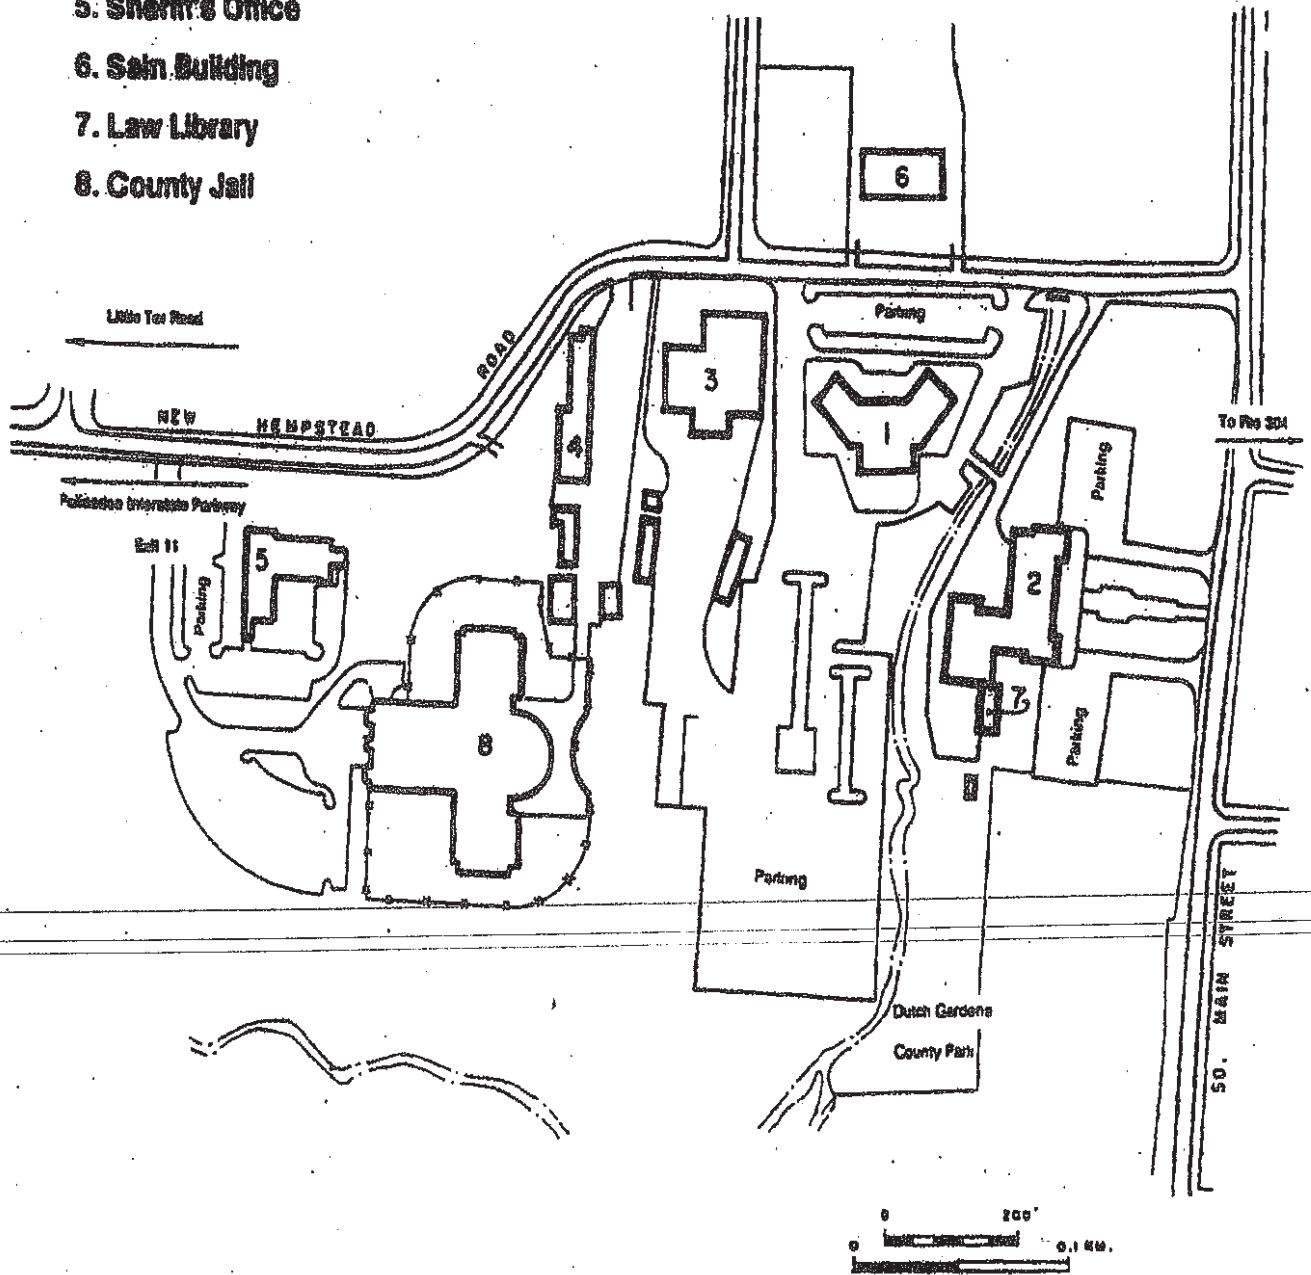 5. Sheriff's Office
6. Sain Building
7. Law Library
8. County Jail
6
Little Tor Road
Parking
ROAD
3
1
NEW HEMPSTEAD
4
To Rte 304
Parking
Palisades Interstate Parkway
Exit 11
5
Parking
2
7
Parking
8
Parking
SO. MAIN STREET
Dutch Gardens
County Park
0 200'
0 0.1 KM.